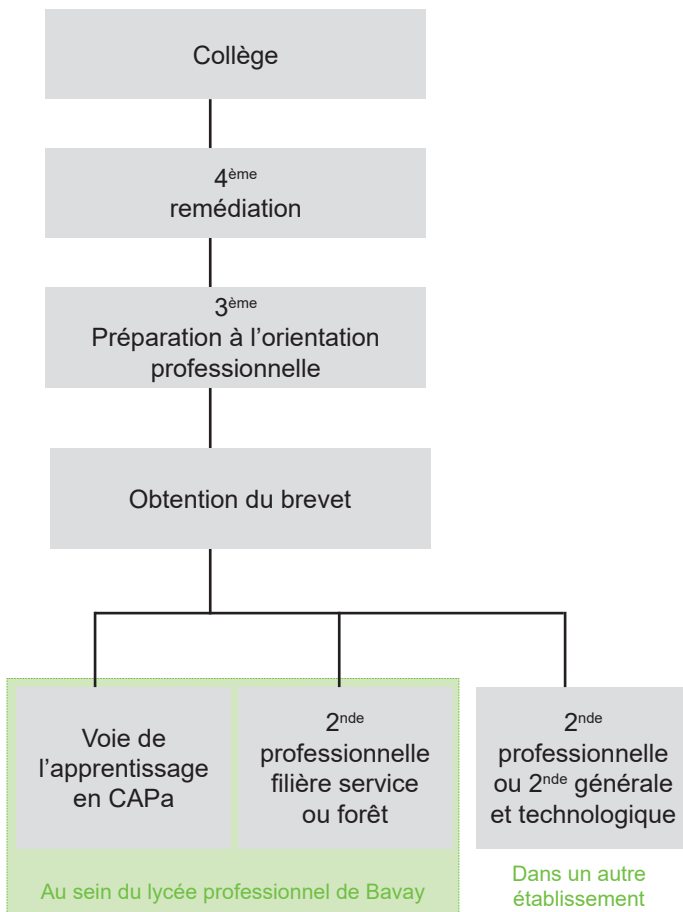 Collège
4ème
remédiation
3ème
Préparation à l’orientation
professionnelle
Obtention du brevet
Voie de
l’apprentissage
en CAPa
2nde
professionnelle
filière service
ou forêt
2nde
professionnelle
ou 2nde générale
et technologique
Au sein du lycée professionnel de Bavay
Dans un autre
établissement